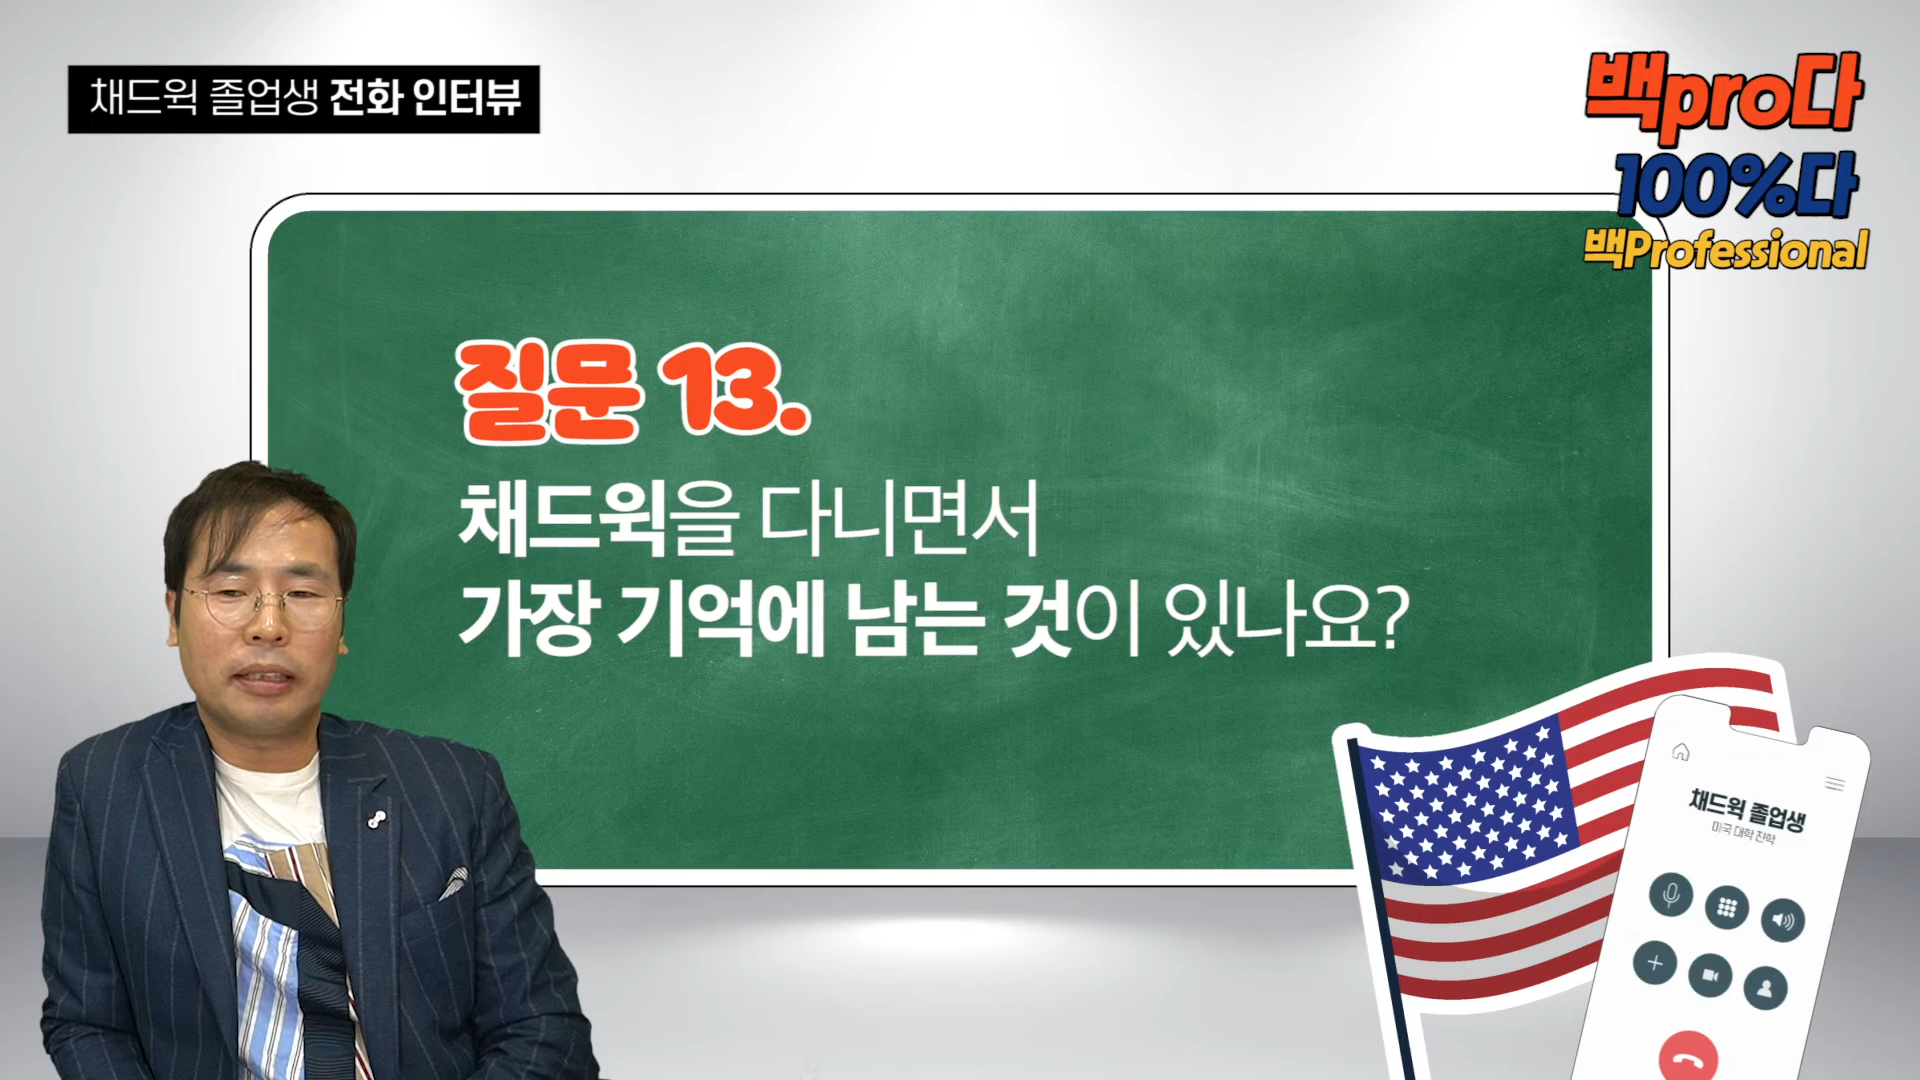 채드윅 졸업생 전화 인터뷰
백pro다
100%다
백Professional
질문 13.
채드윅을 다니면서
가장 기억에 남는 것이 있나요?
채드윅 졸업생
미국 대학 진학